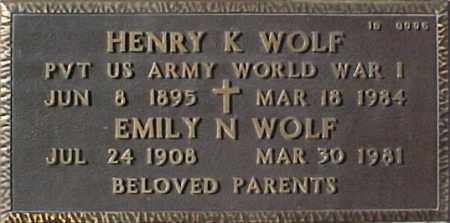 HENRY K WOLF
PVT US ARMY WORLD WAR I
JUN 8 1895 MAR 18 1984
EMILY N WOLF
JUL 24 1908 MAR 30 1981
BELOVED PARENTS